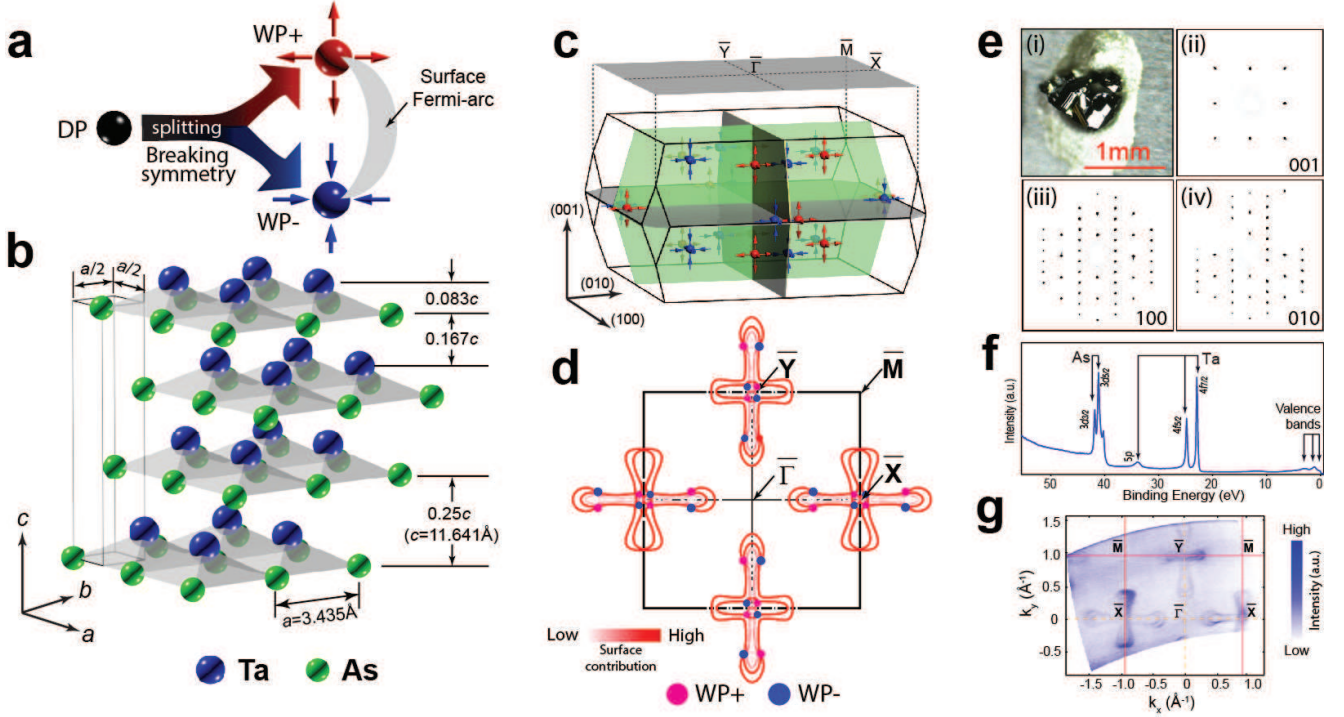 a
WP+
DP
splitting
Breaking
symmetry
Surface
Fermi-arc
WP-
b
a/2
a/2
0.083c
0.167c
0.25c
(c=11.641Å)
a=3.435Å
c
b
a
Ta
As
c
Y̅
M̅
Γ̅
X̅
(001)
(010)
(100)
d
Y̅
M̅
Γ̅
X̅
Low
High
Surface
contribution
WP+
WP-
e
(i)
1mm
(ii)
001
(iii)
100
(iv)
010
f
As
Ta
3d3/2
3d5/2
5p
4f5/2
4f7/2
Valence
bands
Intensity (a.u.)
50
40
30
20
10
0
Binding Energy (eV)
g
1.5
1.0
0.5
0
-0.5
k_y (Å⁻¹)
M̅
Y̅
M̅
X̅
Γ̅
X̅
-1.5
-1.0
-0.5
0.0
0.5
1.0
k_x (Å⁻¹)
High
Intensity (a.u.)
Low